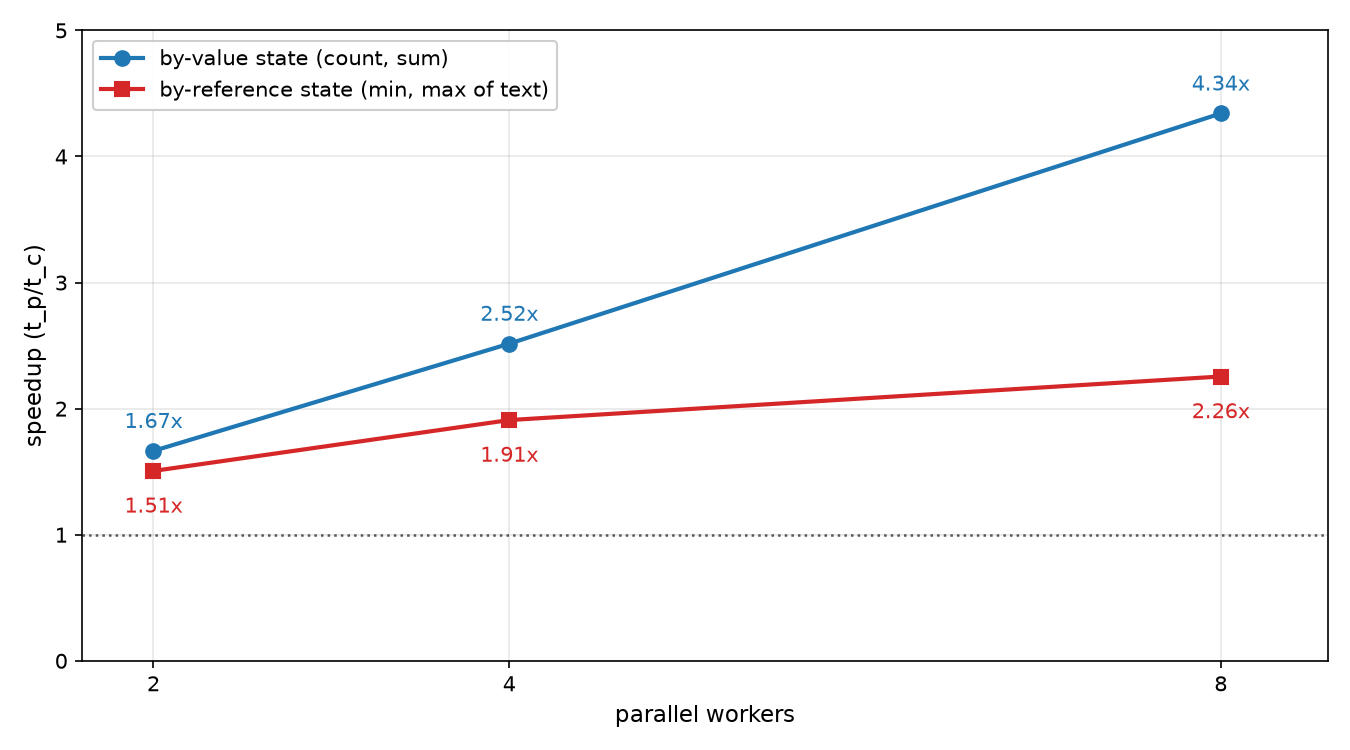 by-value state (count, sum)
by-reference state (min, max of text)
speedup (t_p/t_c)
5
4
3
2
1
0
4.34x
2.52x
1.67x
2.26x
1.91x
1.51x
2
4
8
parallel workers